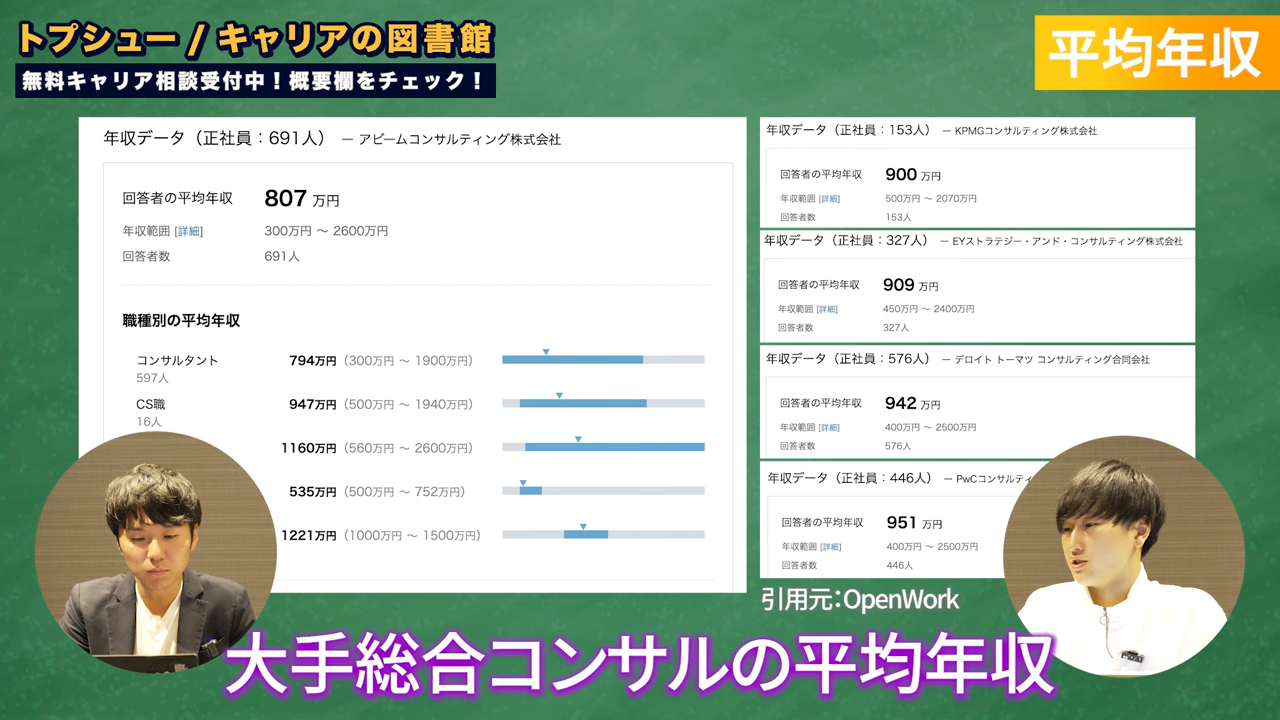 トプシュー / キャリアの図書館
無料キャリア相談受付中！概要欄をチェック！
平均年収
年収データ（正社員：691人） — アビームコンサルティング株式会社
回答者の平均年収 807 万円
年収範囲 [詳細] 300万円 〜 2600万円
回答者数 691人
職種別の平均年収
コンサルタント 794万円（300万円 〜 1900万円）
597人
CS職 947万円（500万円 〜 1940万円）
16人
1160万円（560万円 〜 2600万円）
535万円（500万円 〜 752万円）
1221万円（1000万円 〜 1500万円）
年収データ（正社員：153人） — KPMGコンサルティング株式会社
回答者の平均年収 900 万円
年収範囲 [詳細] 500万円 〜 2070万円
回答者数 153人
年収データ（正社員：327人） — EYストラテジー・アンド・コンサルティング株式会社
回答者の平均年収 909 万円
年収範囲 [詳細] 450万円 〜 2400万円
回答者数 327人
年収データ（正社員：576人） — デロイト トーマツ コンサルティング合同会社
回答者の平均年収 942 万円
年収範囲 [詳細] 400万円 〜 2500万円
回答者数 576人
年収データ（正社員：446人） — PwCコンサルティ
回答者の平均年収 951 万円
年収範囲 [詳細] 400万円 〜 2500万円
回答者数 446人
引用元：OpenWork
大手総合コンサルの平均年収